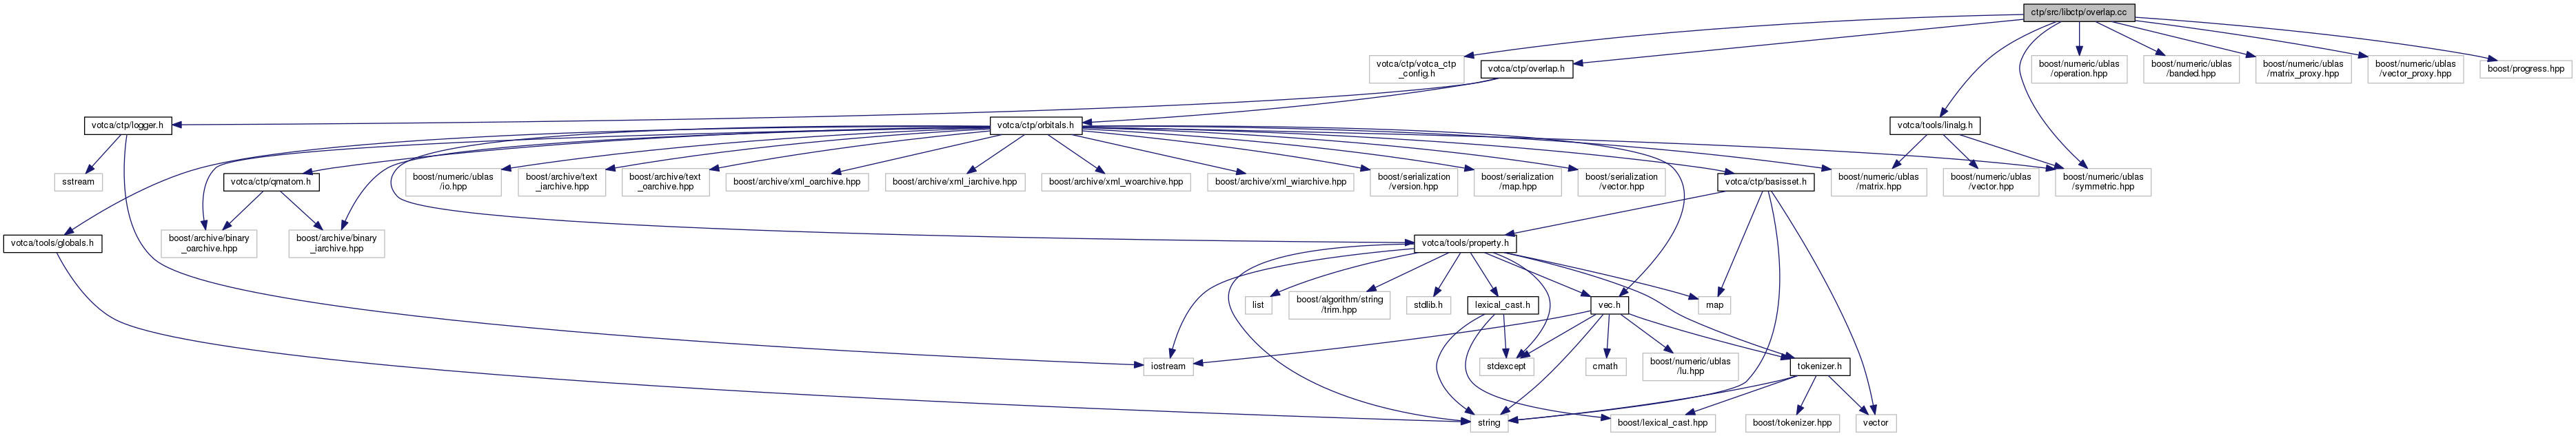 ctp/src/libctp/overlap.cc
votca/ctp/votca_ctp
_config.h
votca/ctp/overlap.h
boost/numeric/ublas
/operation.hpp
boost/numeric/ublas
/banded.hpp
boost/numeric/ublas
/matrix_proxy.hpp
boost/numeric/ublas
/vector_proxy.hpp
boost/progress.hpp
votca/ctp/logger.h
votca/ctp/orbitals.h
votca/tools/linalg.h
sstream
votca/ctp/qmatom.h
boost/numeric/ublas
/io.hpp
boost/archive/text
_iarchive.hpp
boost/archive/text
_oarchive.hpp
boost/archive/xml_oarchive.hpp
boost/archive/xml_iarchive.hpp
boost/archive/xml_woarchive.hpp
boost/archive/xml_wiarchive.hpp
boost/serialization
/version.hpp
boost/serialization
/map.hpp
boost/serialization
/vector.hpp
votca/ctp/basisset.h
boost/numeric/ublas
/matrix.hpp
boost/numeric/ublas
/vector.hpp
boost/numeric/ublas
/symmetric.hpp
votca/tools/globals.h
boost/archive/binary
_oarchive.hpp
boost/archive/binary
_iarchive.hpp
votca/tools/property.h
list
boost/algorithm/string
/trim.hpp
stdlib.h
lexical_cast.h
vec.h
map
iostream
stdexcept
cmath
boost/numeric/ublas
/lu.hpp
tokenizer.h
string
boost/lexical_cast.hpp
boost/tokenizer.hpp
vector